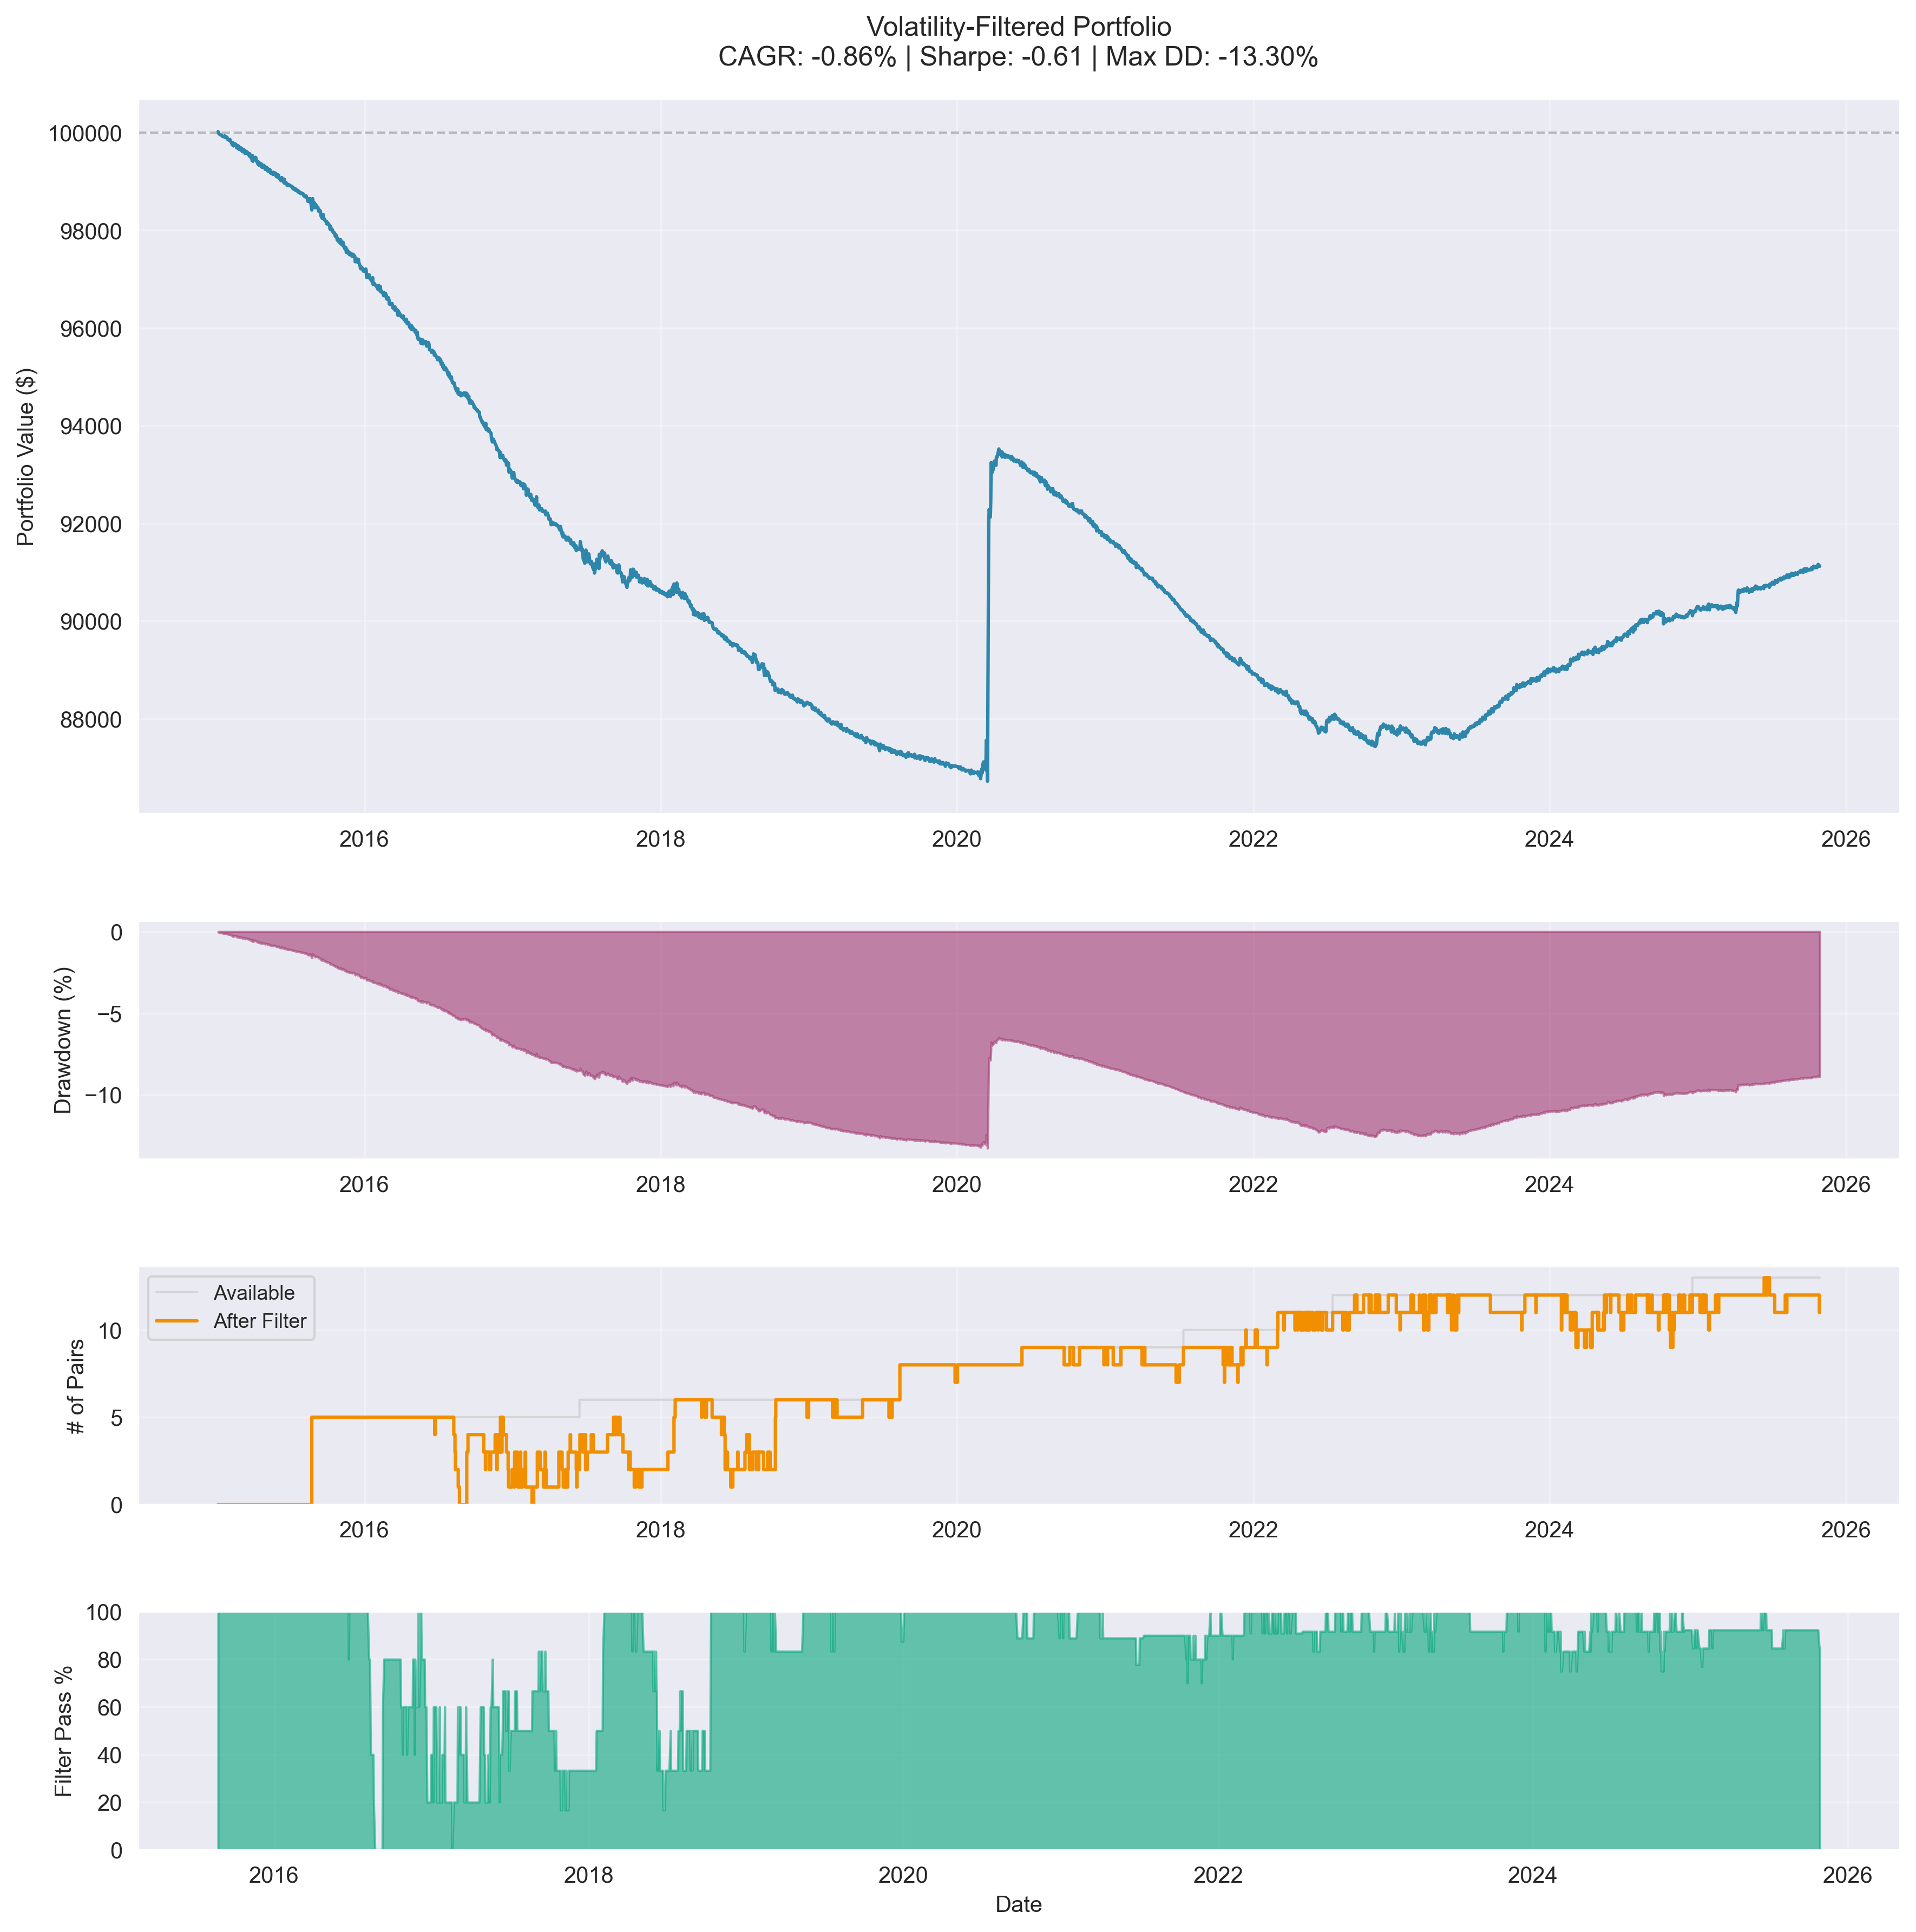 Volatility-Filtered Portfolio
CAGR: -0.86% | Sharpe: -0.61 | Max DD: -13.30%
Portfolio Value ($)
100000
98000
96000
94000
92000
90000
88000
2016 2018 2020 2022 2024 2026
Drawdown (%)
0
−5
−10
2016 2018 2020 2022 2024 2026
# of Pairs
Available
After Filter
10
5
0
2016 2018 2020 2022 2024 2026
Filter Pass %
100
80
60
40
20
0
2016 2018 2020 2022 2024 2026
Date